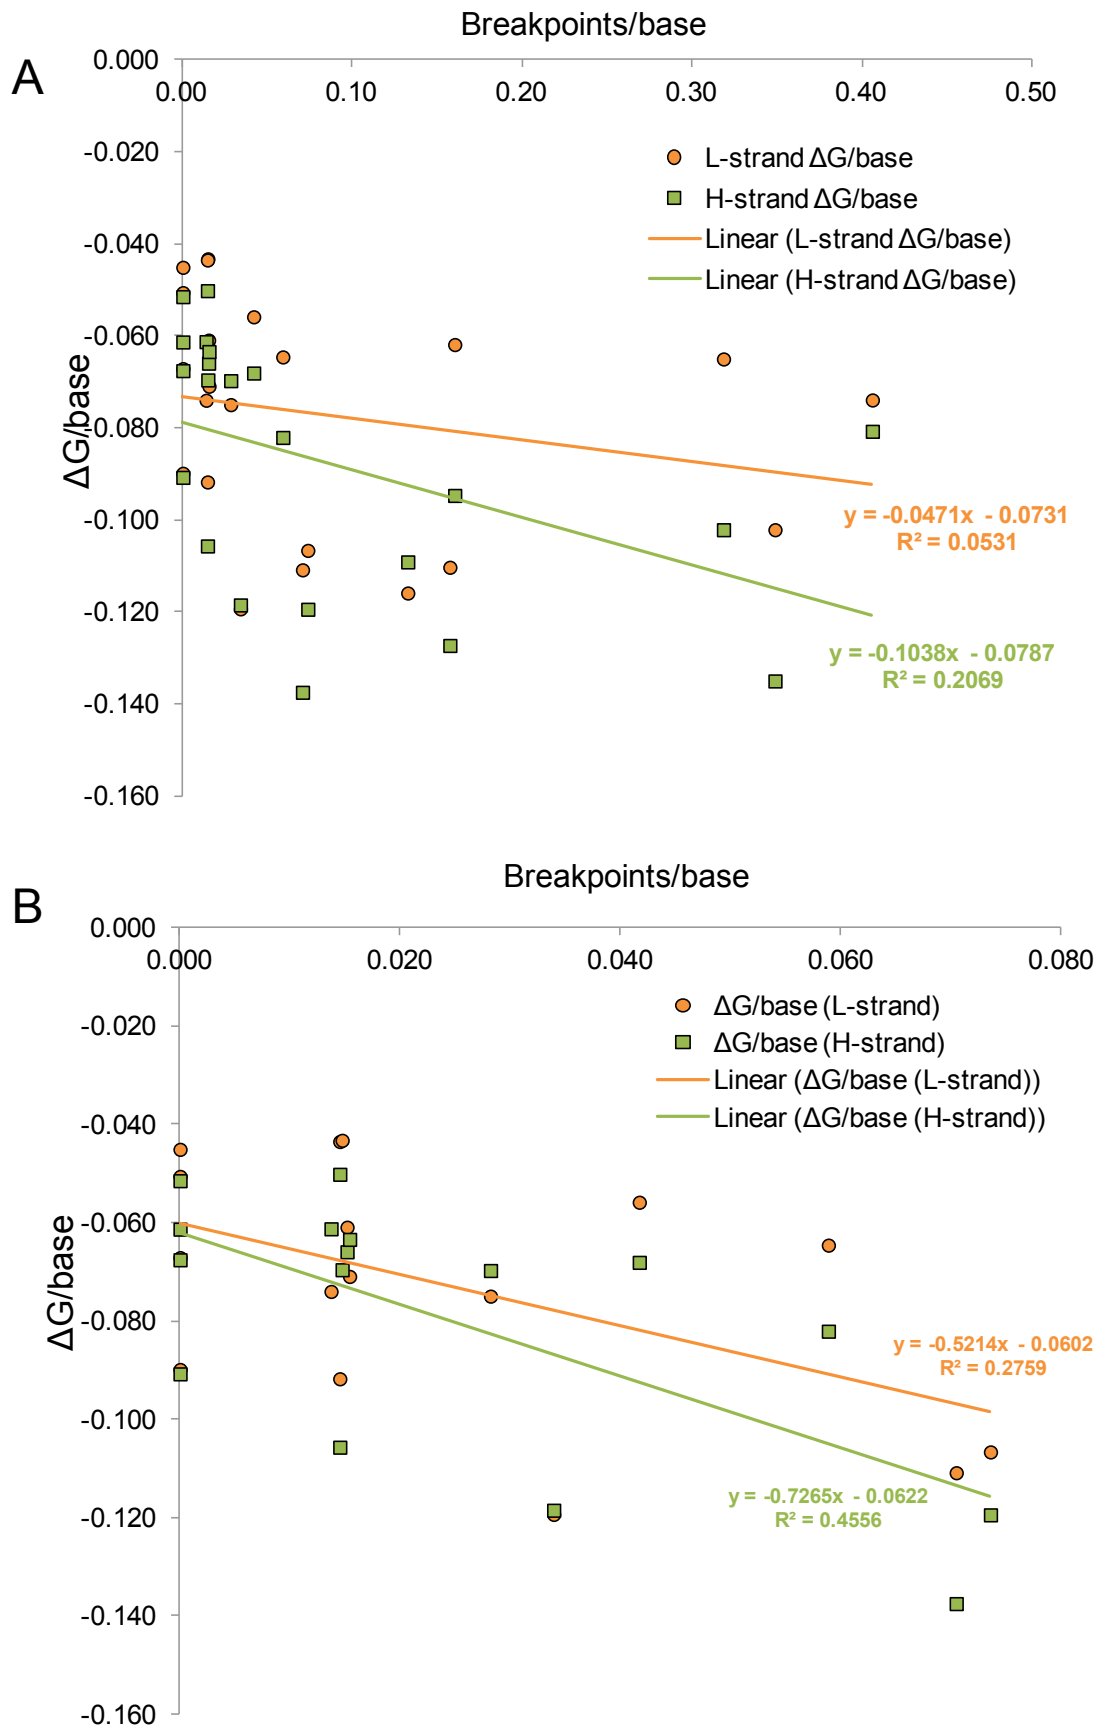 Breakpoints/base
A
0.000
0.00 0.10 0.20 0.30 0.40 0.50
-0.020
L-strand ΔG/base
H-strand ΔG/base
-0.040
Linear (L-strand ΔG/base)
Linear (H-strand ΔG/base)
-0.060
ΔG/base
-0.080
-0.100
y = -0.0471x - 0.0731
R² = 0.0531
-0.120
y = -0.1038x - 0.0787
R² = 0.2069
-0.140
-0.160
Breakpoints/base
B
0.000
0.000 0.020 0.040 0.060 0.080
ΔG/base (L-strand)
-0.020
ΔG/base (H-strand)
Linear (ΔG/base (L-strand))
Linear (ΔG/base (H-strand))
-0.040
-0.060
ΔG/base
-0.080
y = -0.5214x - 0.0602
R² = 0.2759
-0.100
y = -0.7265x - 0.0622
R² = 0.4556
-0.120
-0.140
-0.160